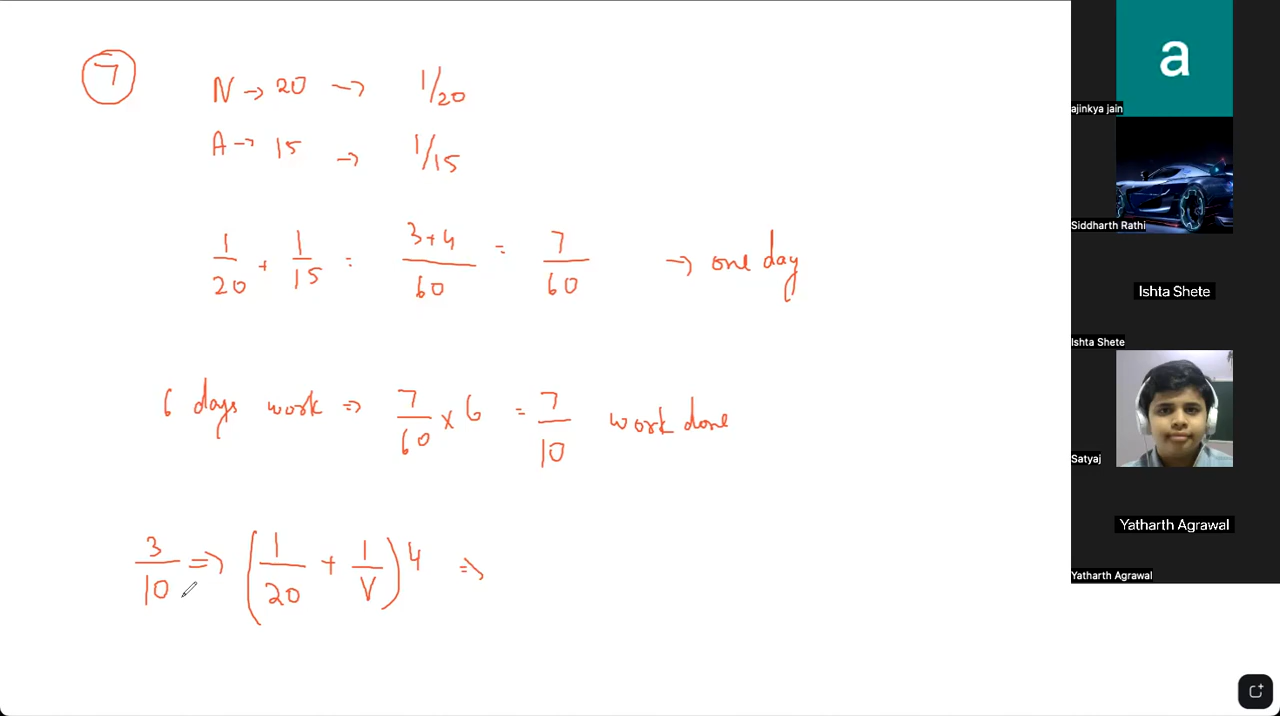 7
N → 20 → 1/20
A → 15 → 1/15
1/20 + 1/15 = 3+4/60 = 7/60 → one day
6 days work ⇒ 7/60 × 6 = 7/10 work done
3/10 ⇒ (1/20 + 1/V) 4 ⇒
a
ajinkya jain
Siddharth Rathi
Ishta Shete
Ishta Shete
Satyaj
Yatharth Agrawal
Yatharth Agrawal